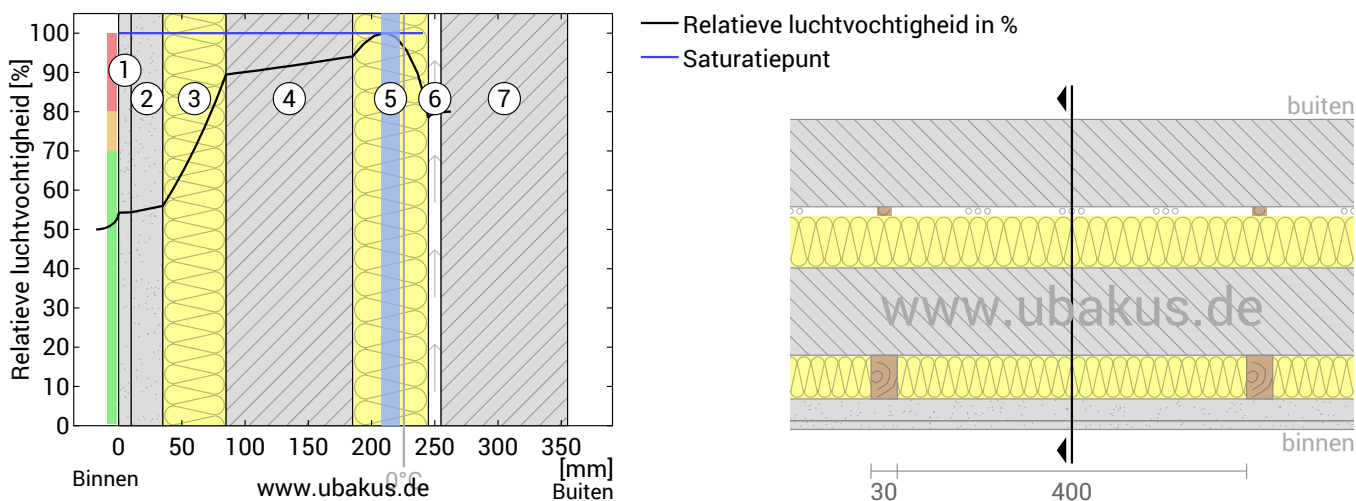 Relatieve luchtvochtigheid in %
Saturatiepunt
Relatieve luchtvochtigheid [%]
100
90
80
70
60
50
40
30
20
10
0
1
2
3
4
5
6
7
0
50
100
150
200
250
300
350
[mm]
Binnen
0°C
www.ubakus.de
Buiten
buiten
www.ubakus.de
binnen
30
400